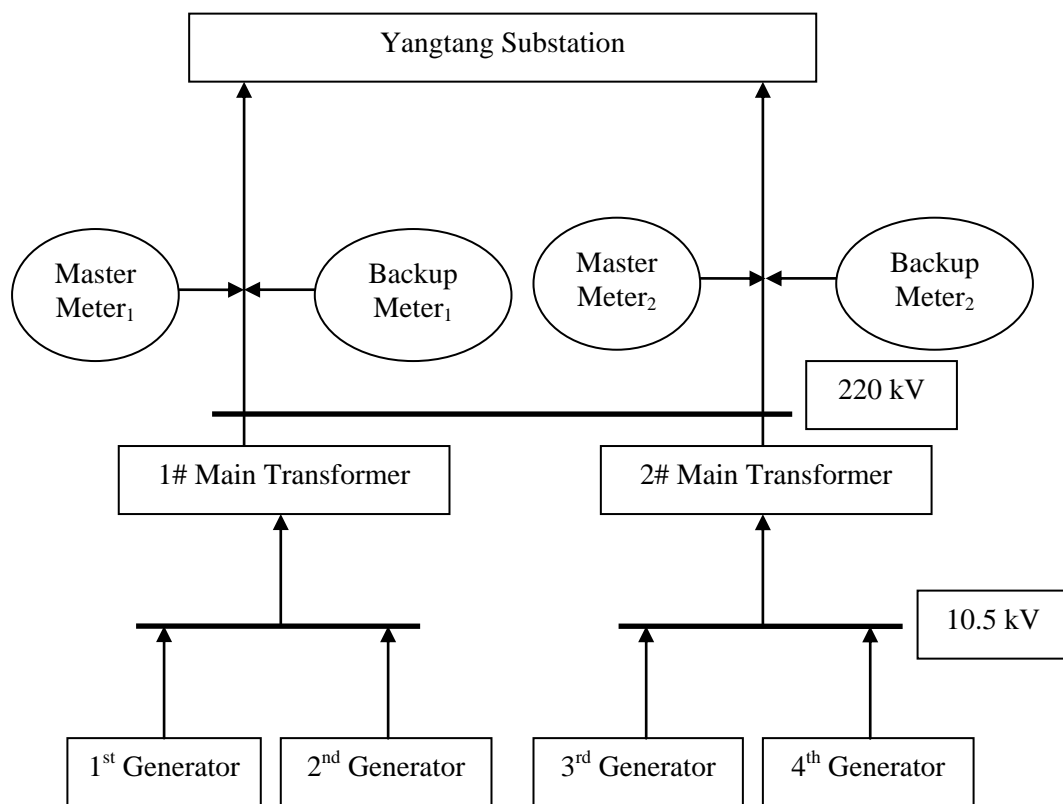 Yangtang Substation
Master
Meter₁
Backup
Meter₁
Master
Meter₂
Backup
Meter₂
220 kV
1# Main Transformer
2# Main Transformer
10.5 kV
1st Generator
2nd Generator
3rd Generator
4th Generator